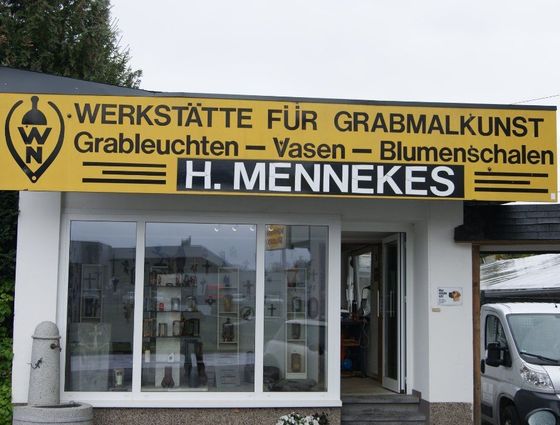 WN
WERKSTÄTTE FÜR GRABMALKUNST
Grableuchten – Vasen – Blumenschalen
H. MENNEKES